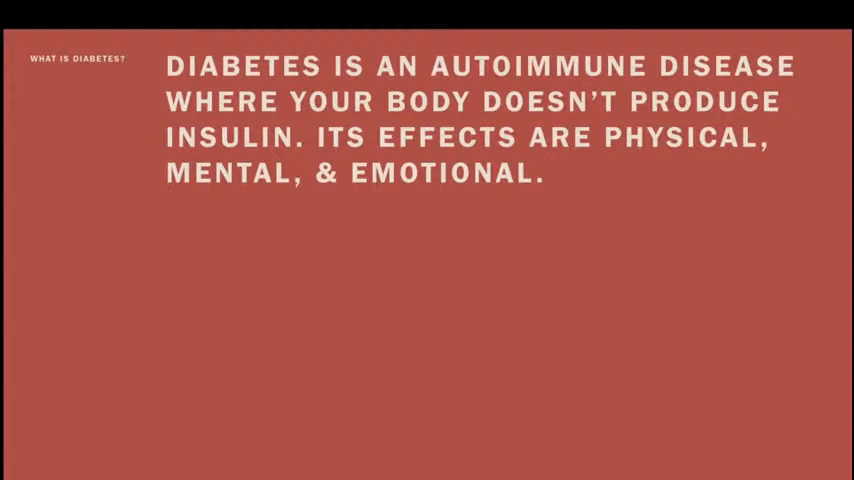 WHAT IS DIABETES?
DIABETES IS AN AUTOIMMUNE DISEASE
WHERE YOUR BODY DOESN’T PRODUCE
INSULIN. ITS EFFECTS ARE PHYSICAL,
MENTAL, & EMOTIONAL.